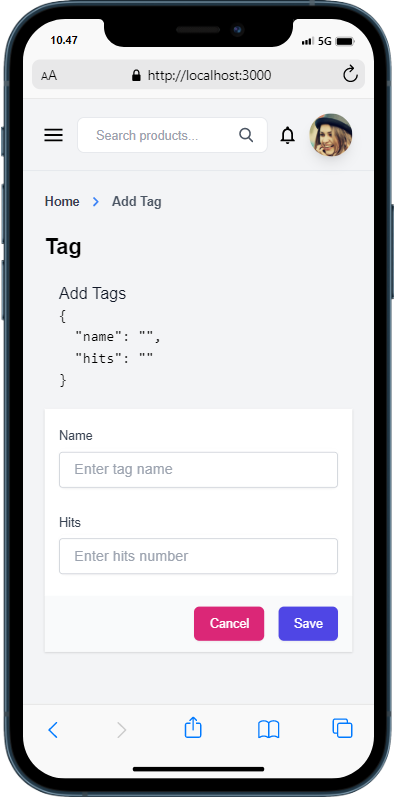 10.47
5G
AA
http://localhost:3000
Search products...
Home > Add Tag
Tag
Add Tags
{
"name": "",
"hits": ""
}
Name
Enter tag name
Hits
Enter hits number
Cancel Save